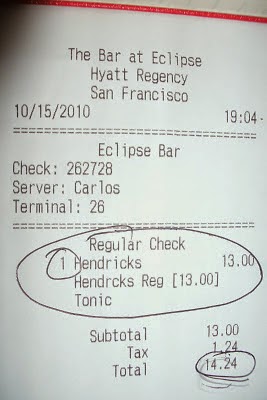 The Bar at Eclipse
Hyatt Regency
San Francisco
10/15/2010 19:04
Eclipse Bar
Check: 262728
Server: Carlos
Terminal: 26
Regular Check
1 Hendricks 13.00
Hendrcks Reg [13.00]
Tonic
Subtotal 13.00
Tax 1.24
Total 14.24